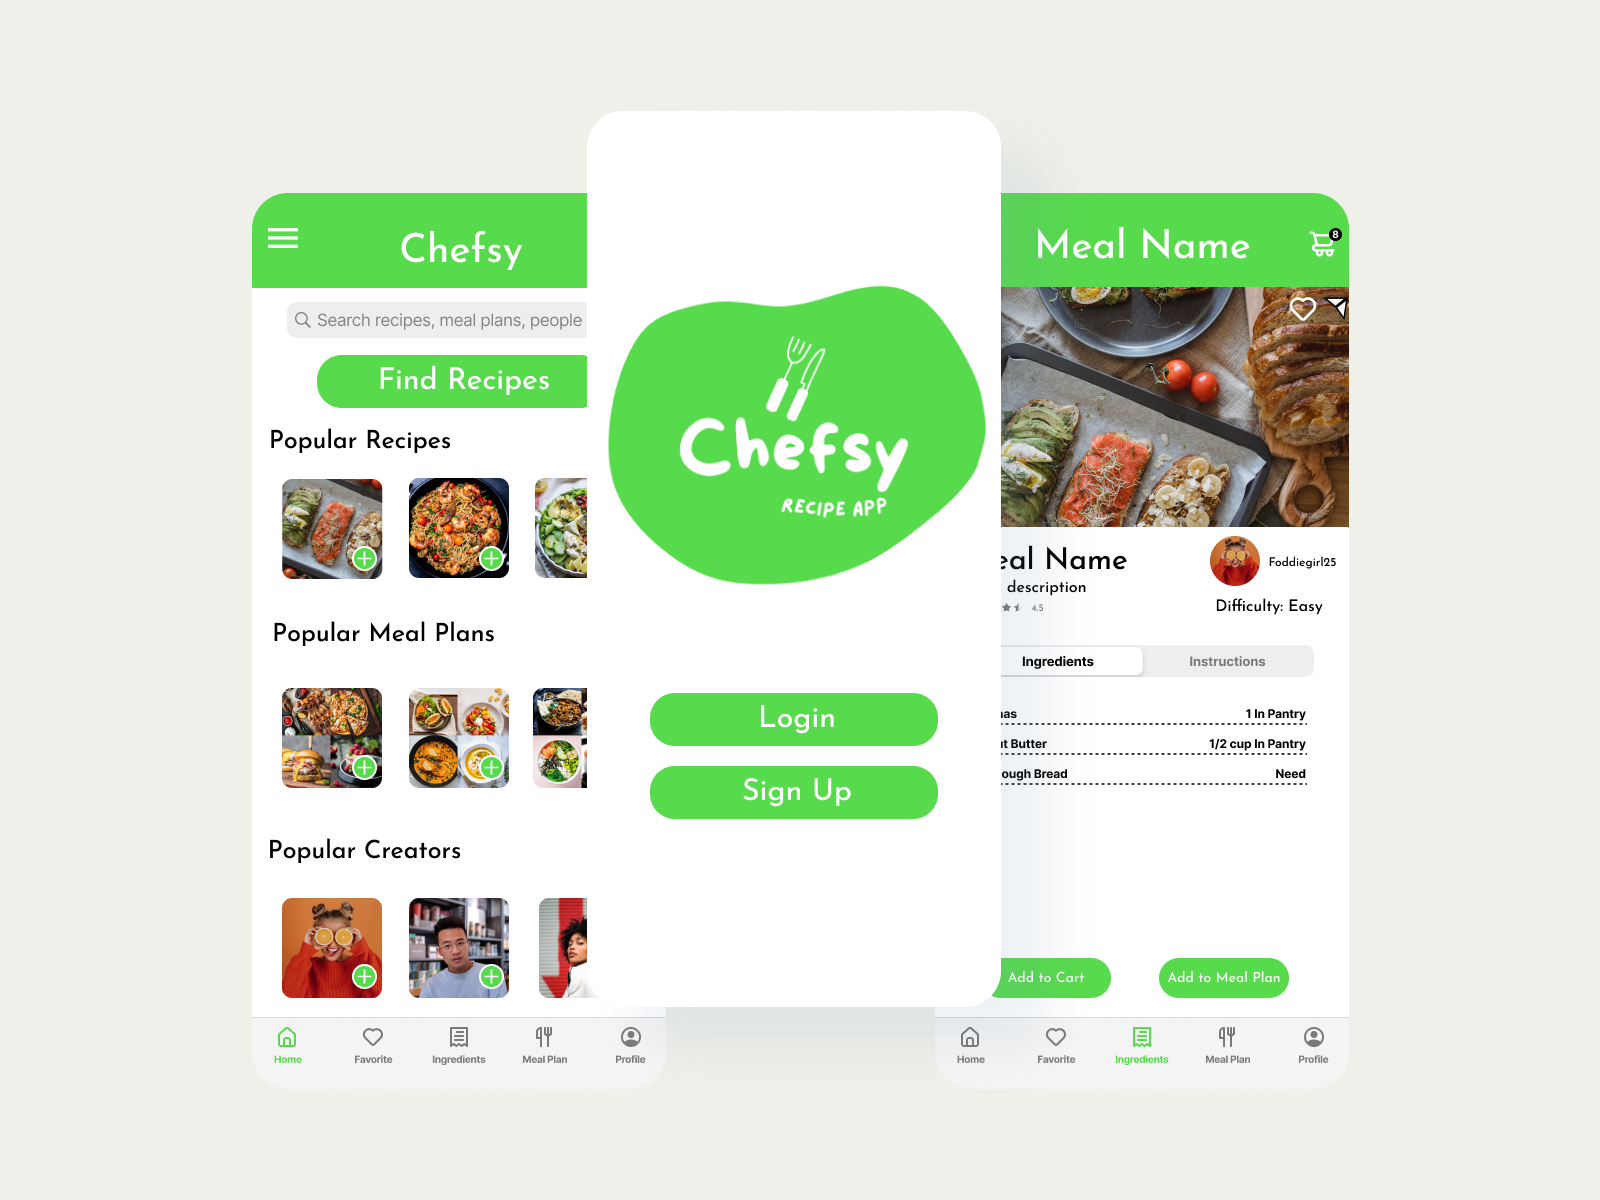 Chefsy
Search recipes, meal plans, people
Find Recipes
Popular Recipes
Popular Meal Plans
Popular Creators
Home
Favorite
Ingredients
Meal Plan
Profile
Chefsy
RECIPE APP
Login
Sign Up
Meal Name
8
eal Name
description
4.5
Foddiegirl25
Difficulty: Easy
Ingredients
Instructions
nas 1 In Pantry
ut Butter 1/2 cup In Pantry
ough Bread Need
Add to Cart
Add to Meal Plan
Home
Favorite
Ingredients
Meal Plan
Profile